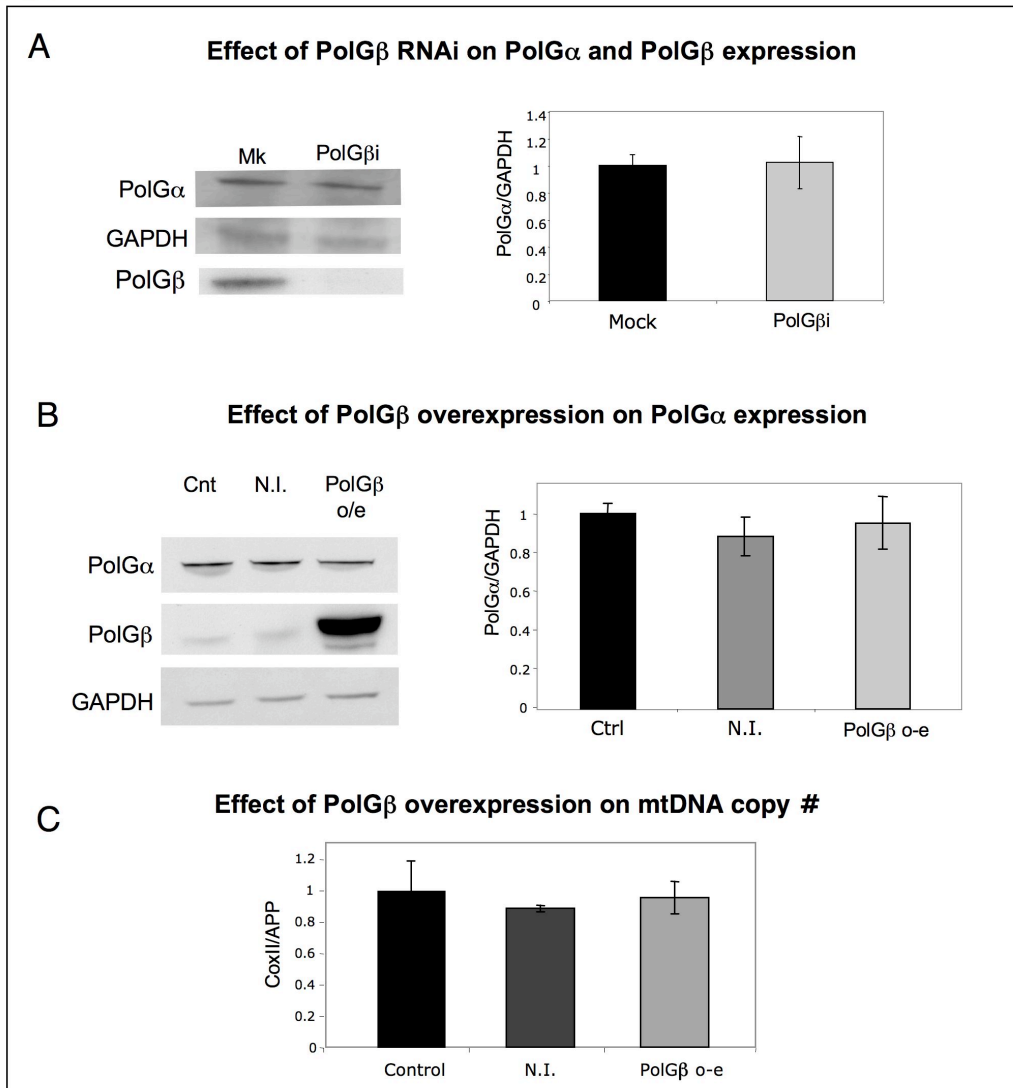 A
Effect of PolGβ RNAi on PolGα and PolGβ expression
Mk PolGβi
PolGα
GAPDH
PolGβ
PolGα/GAPDH
1.4
1.2
1
0.8
0.6
0.4
0.2
0
Mock PolGβi
B
Effect of PolGβ overexpression on PolGα expression
Cnt N.I. PolGβ
o/e
PolGα
PolGβ
GAPDH
PolGα/GAPDH
1
0.8
0.6
0.4
0.2
0
Ctrl N.I. PolGβ o-e
C
Effect of PolGβ overexpression on mtDNA copy #
CoxII/APP
1.2
1
0.8
0.6
0.4
0.2
0
Control N.I. PolGβ o-e